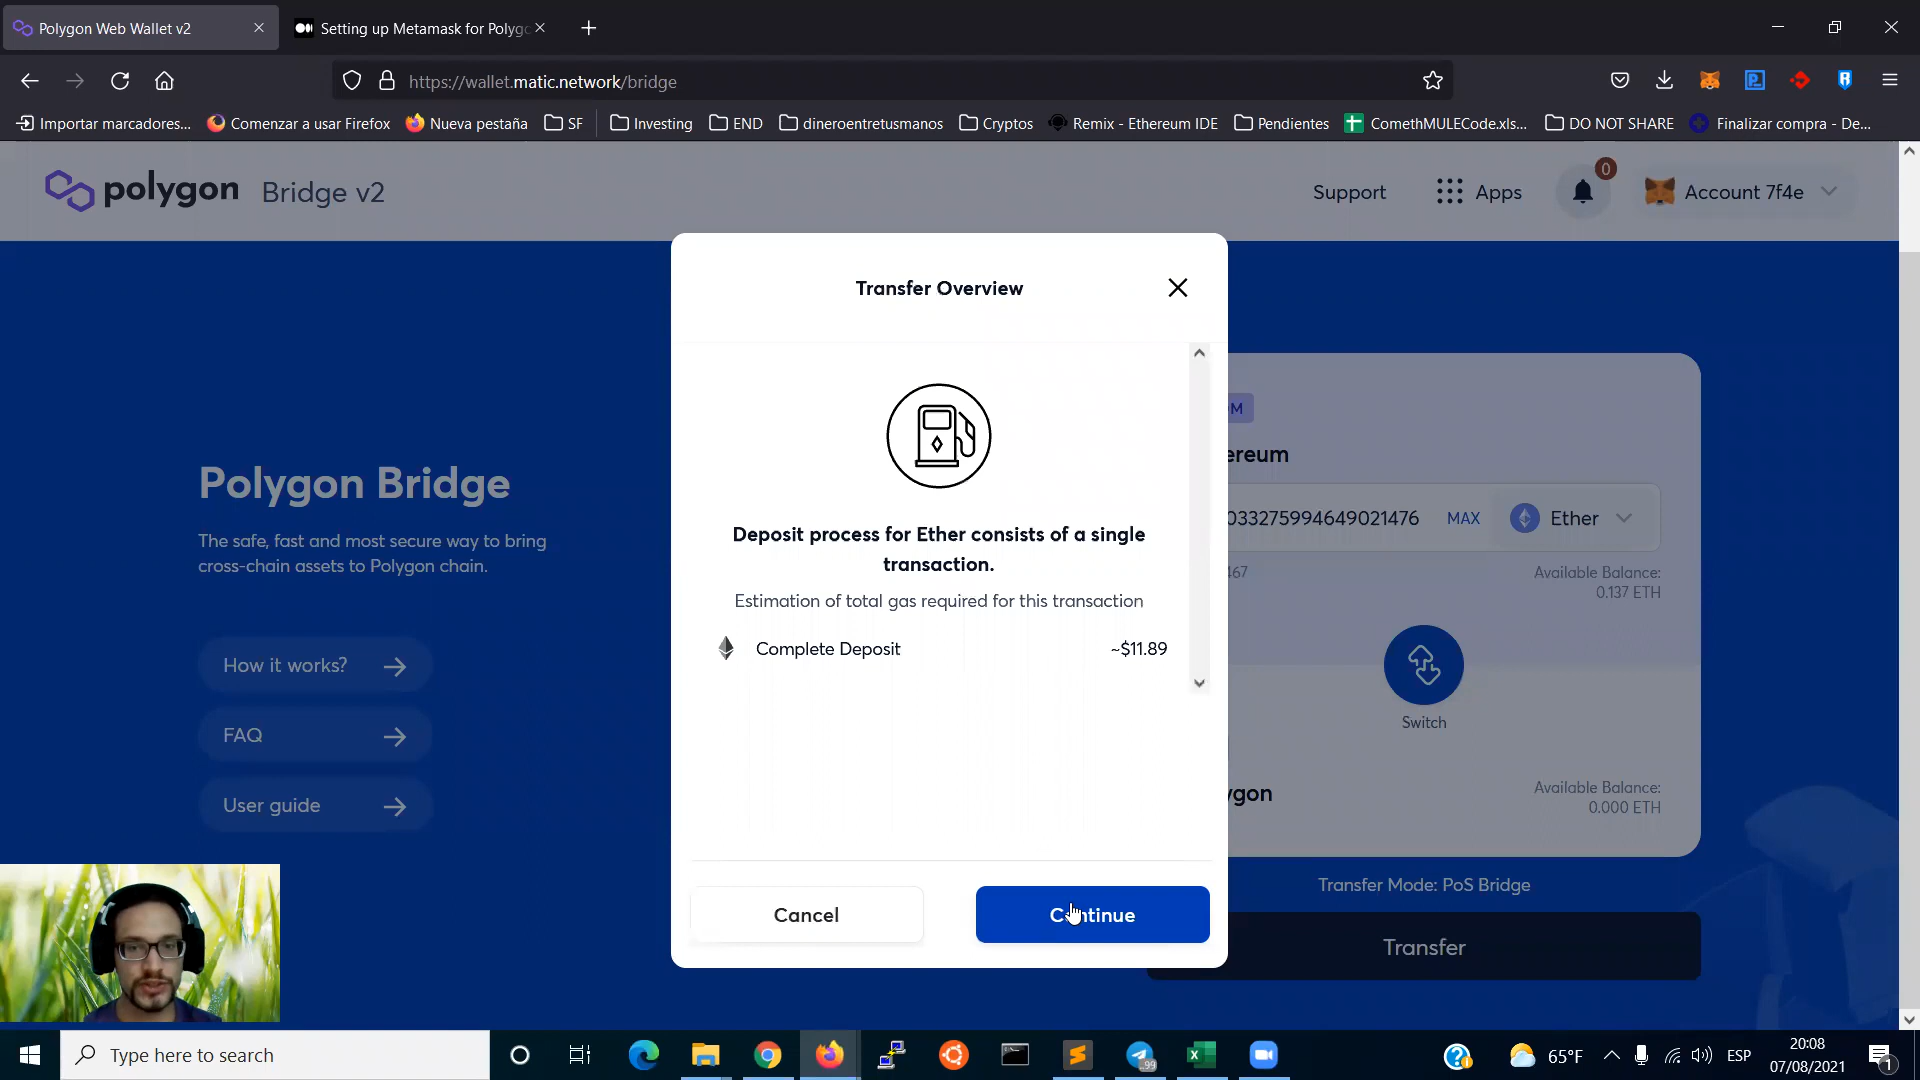 Polygon Web Wallet v2
Setting up Metamask for Polygo
https://wallet.matic.network/bridge
Importar marcadores...
Comenzar a usar Firefox
Nueva pestaña
SF
Investing
END
dineroentretusmanos
Cryptos
Remix - Ethereum IDE
Pendientes
ComethMULECode.xls...
DO NOT SHARE
Finalizar compra - De...
polygon Bridge v2
Support
Apps
0
Account 7f4e
Transfer Overview
Deposit process for Ether consists of a single
transaction.
Estimation of total gas required for this transaction
Complete Deposit ~$11.89
Cancel
Continue
Polygon Bridge
The safe, fast and most secure way to bring
cross-chain assets to Polygon chain.
How it works?
FAQ
User guide
M
ereum
033275994649021476 MAX Ether
467
Available Balance:
0.137 ETH
Switch
ygon
Available Balance:
0.000 ETH
Transfer Mode: PoS Bridge
Transfer
Type here to search
99
65°F
ESP
20:08
07/08/2021
1